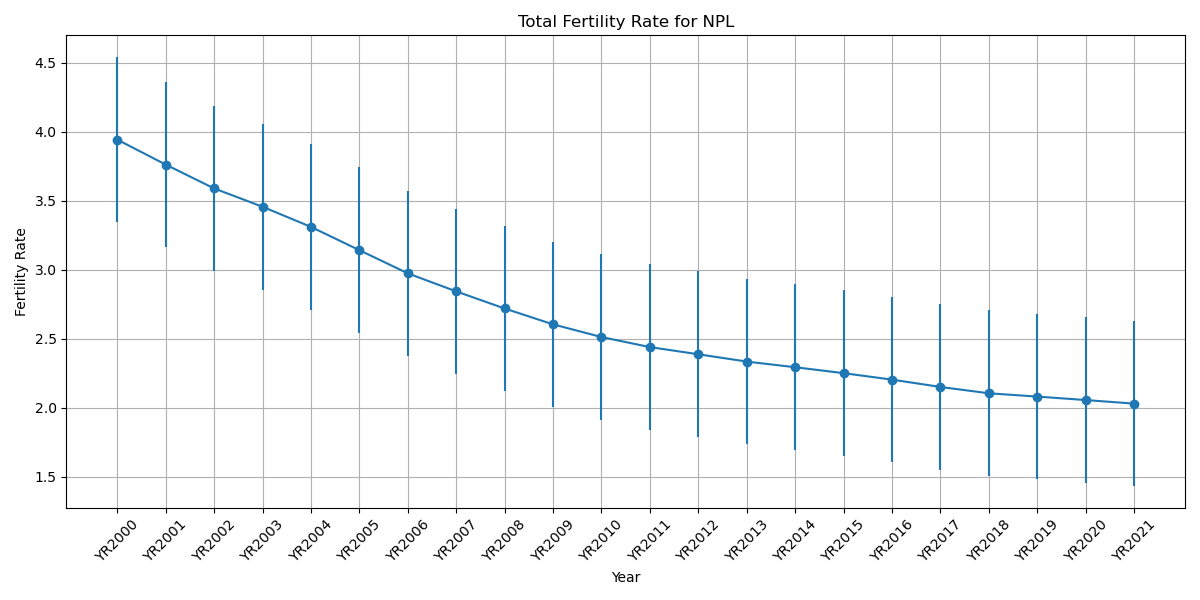 Total Fertility Rate for NPL
Fertility Rate
4.5
4.0
3.5
3.0
2.5
2.0
1.5
YR2000
YR2001
YR2002
YR2003
YR2004
YR2005
YR2006
YR2007
YR2008
YR2009
YR2010
YR2011
YR2012
YR2013
YR2014
YR2015
YR2016
YR2017
YR2018
YR2019
YR2020
YR2021
Year